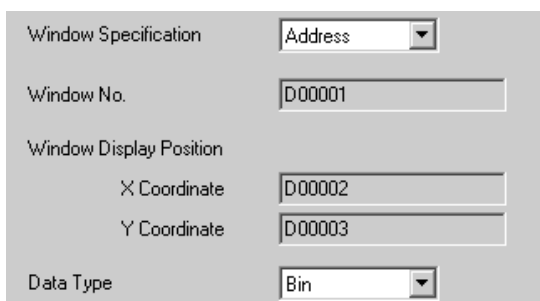 Window Specification Address
Window No. D00001
Window Display Position
X Coordinate D00002
Y Coordinate D00003
Data Type Bin